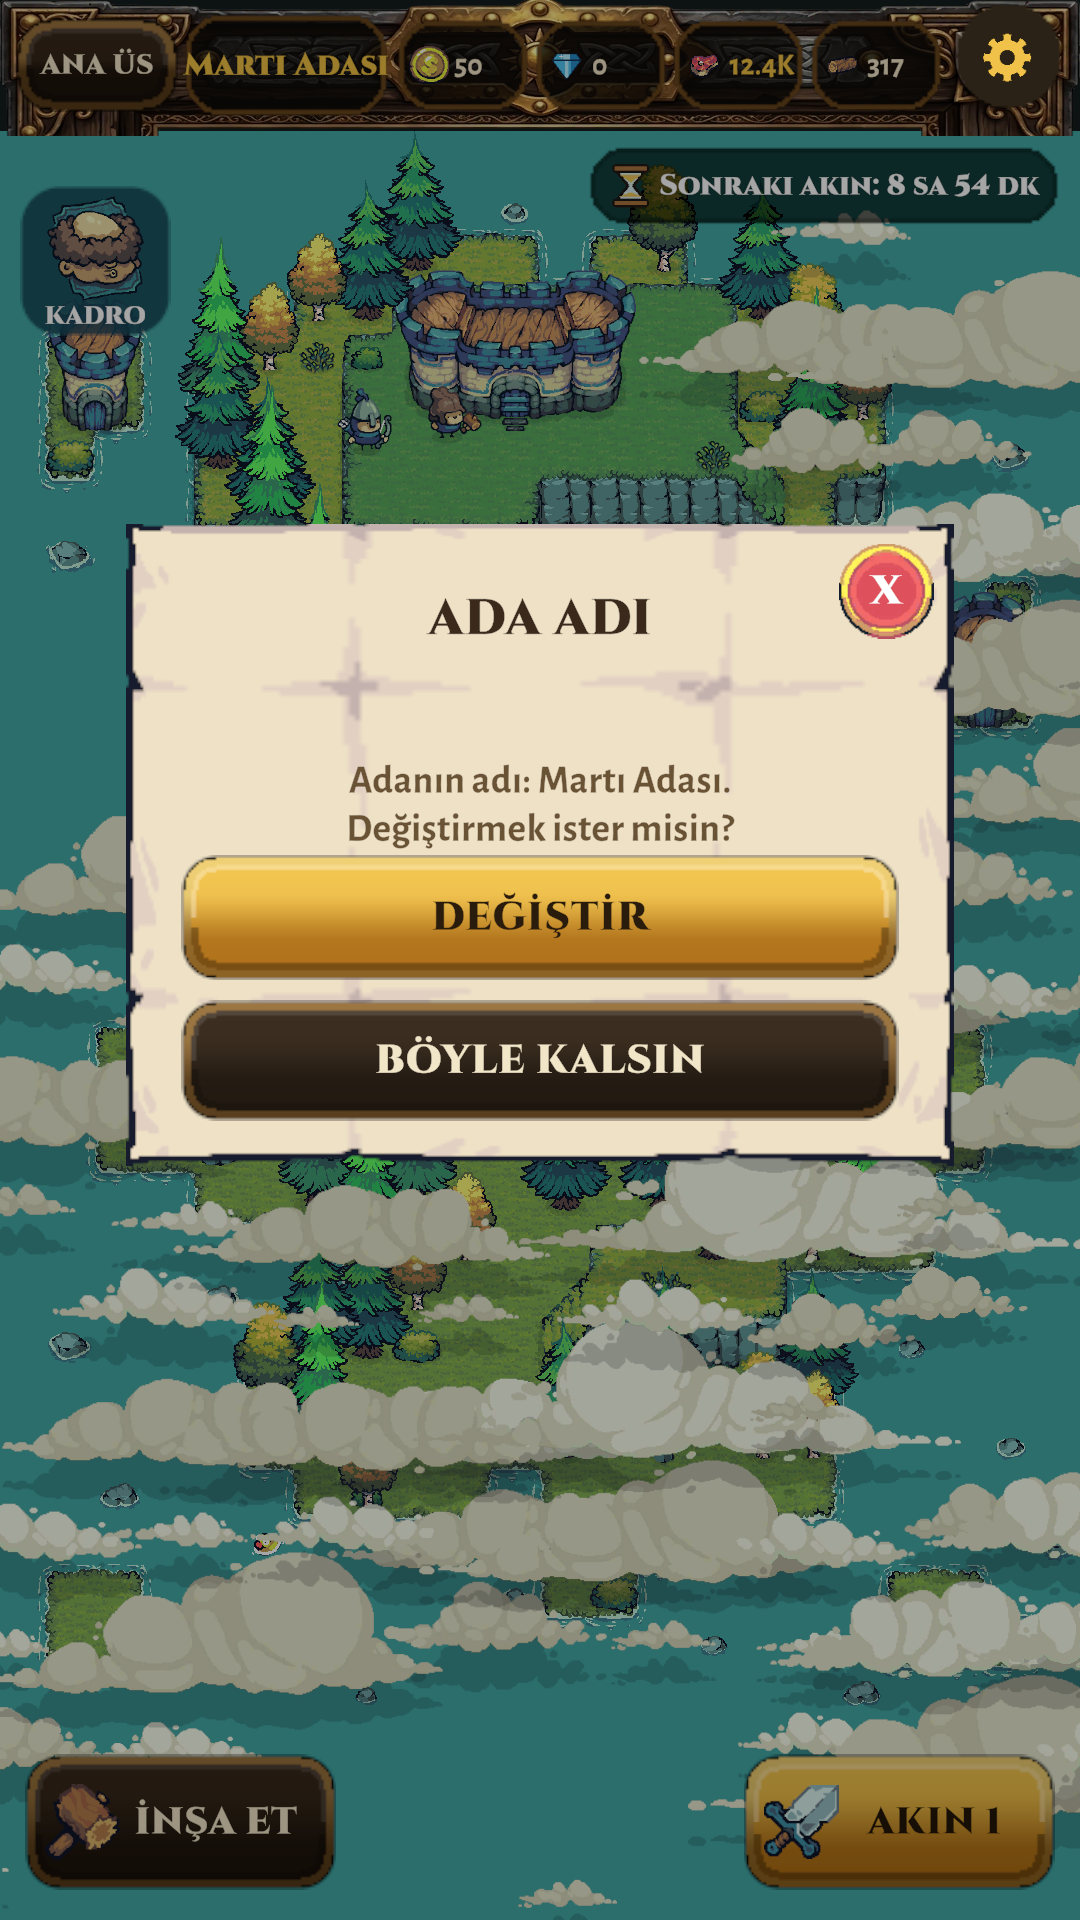 ANA ÜS
MARTI ADASI
50
0
12.4K
317
SONRAKI AKIN: 8 SA 54 DK
KADRO
ADA ADI
X
Adanın adı: Martı Adası.
Değiştirmek ister misin?
DEĞİŞTİR
BÖYLE KALSIN
İNŞA ET
AKIN 1